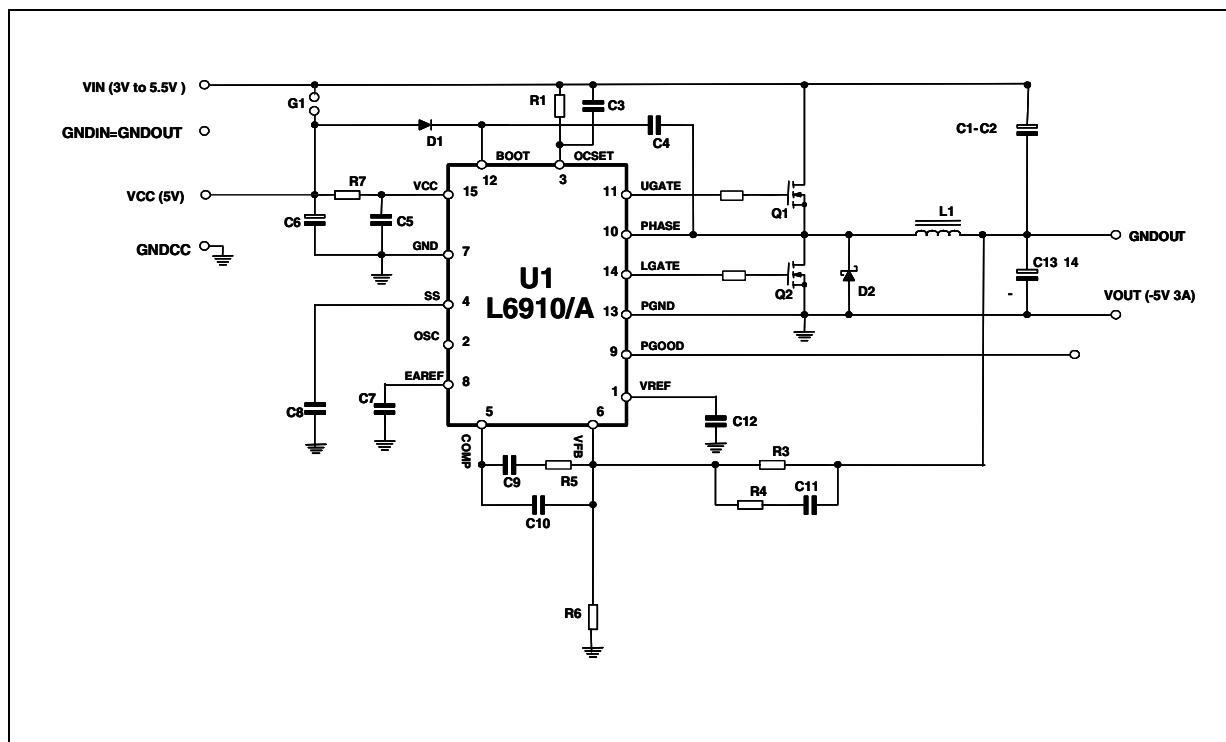 VIN (3V to 5.5V )
G1
R1
C3
GNDIN=GNDOUT
D1
C4
C1-C2
BOOT
OCSET
12
3
VCC (5V)
R7
VCC
15
11
UGATE
Q1
L1
C6
C5
10
PHASE
GNDOUT
GNDCC
GND
7
U1
L6910/A
14
LGATE
Q2
D2
C13 14
-
VOUT (-5V 3A)
SS
4
13
PGND
OSC
2
9
PGOOD
EAREF
8
1
VREF
C8
C7
5
6
C12
COMP
VFB
C9
R5
R3
C10
R4
C11
R6